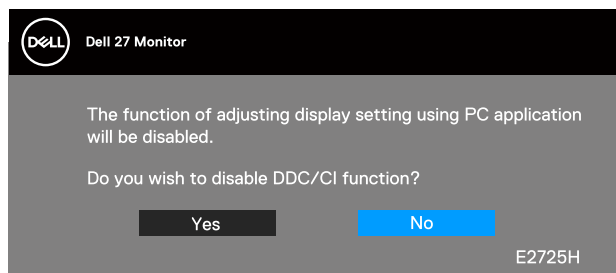 DELL
Dell 27 Monitor
The function of adjusting display setting using PC application
will be disabled.
Do you wish to disable DDC/CI function?
Yes
No
E2725H